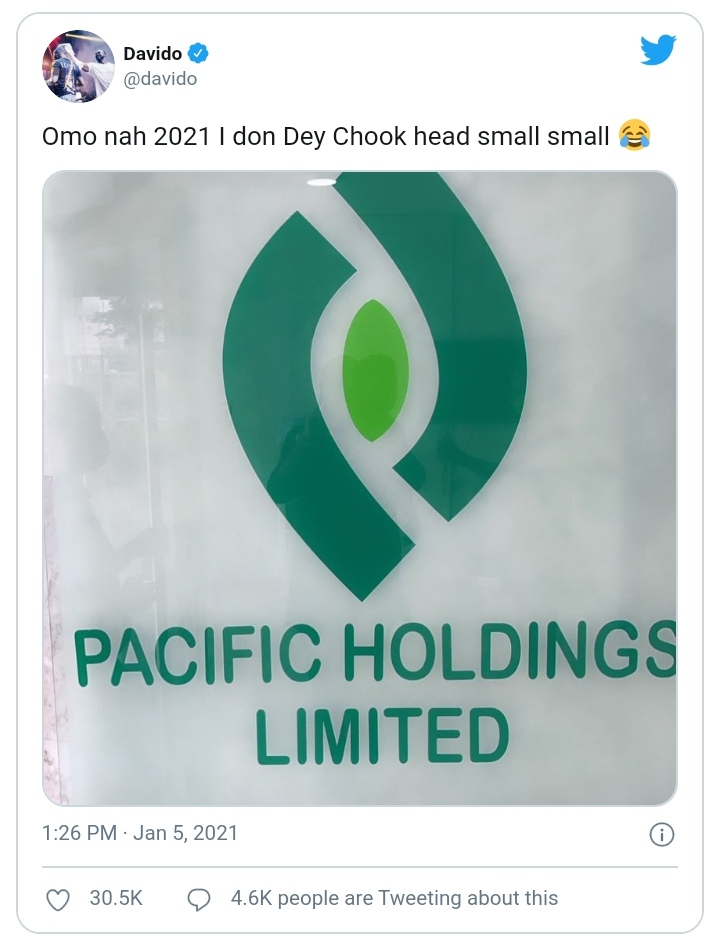 Davido
@davido
Omo nah 2021 I don Dey Chook head small small 😂
PACIFIC HOLDINGS
LIMITED
1:26 PM · Jan 5, 2021
30.5K
4.6K people are Tweeting about this